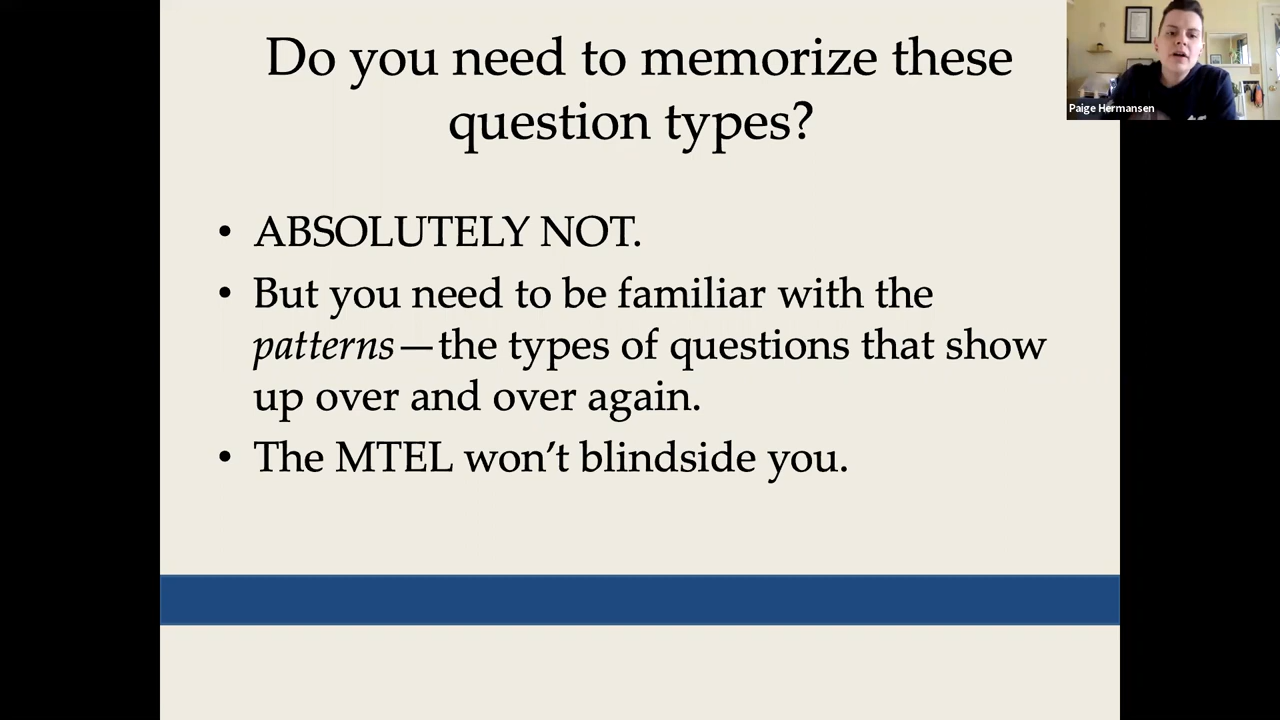 Do you need to memorize these
question types?
Paige Hermansen
• ABSOLUTELY NOT.
• But you need to be familiar with the
patterns—the types of questions that show
up over and over again.
• The MTEL won’t blindside you.